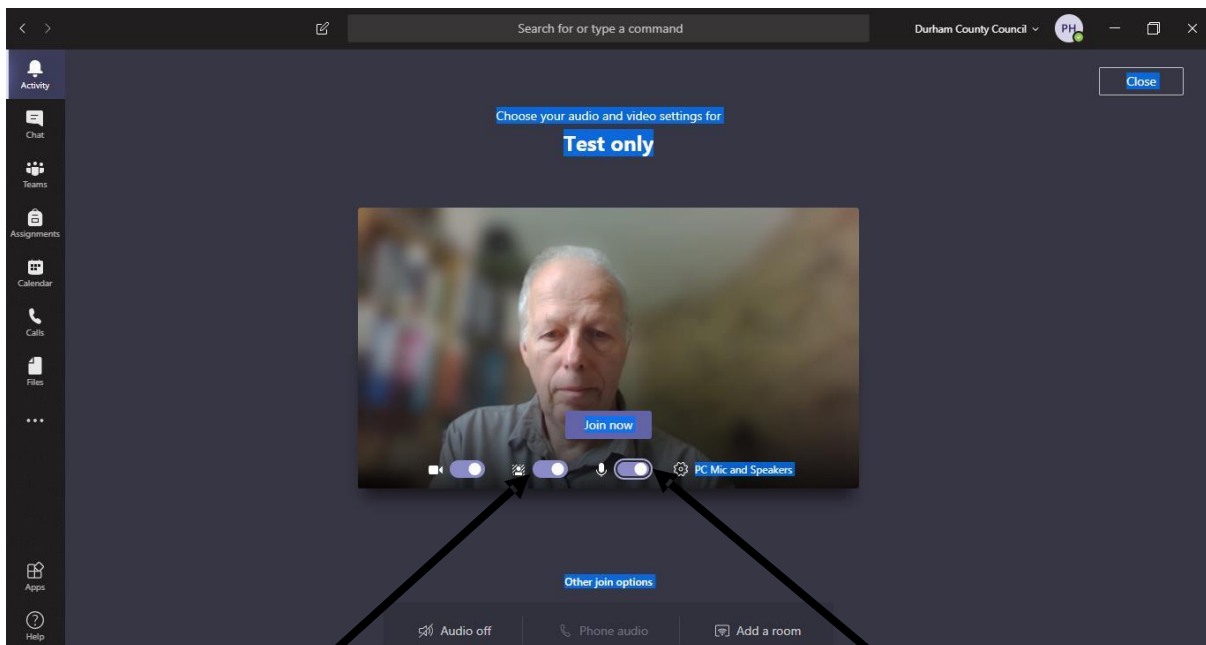 Search for or type a command
Durham County Council
PH
Activity
Chat
Teams
Assignments
Calendar
Calls
Files
Apps
Help
Close
Choose your audio and video settings for
Test only
Join now
PC Mic and Speakers
Other join options
Audio off
Phone audio
Add a room